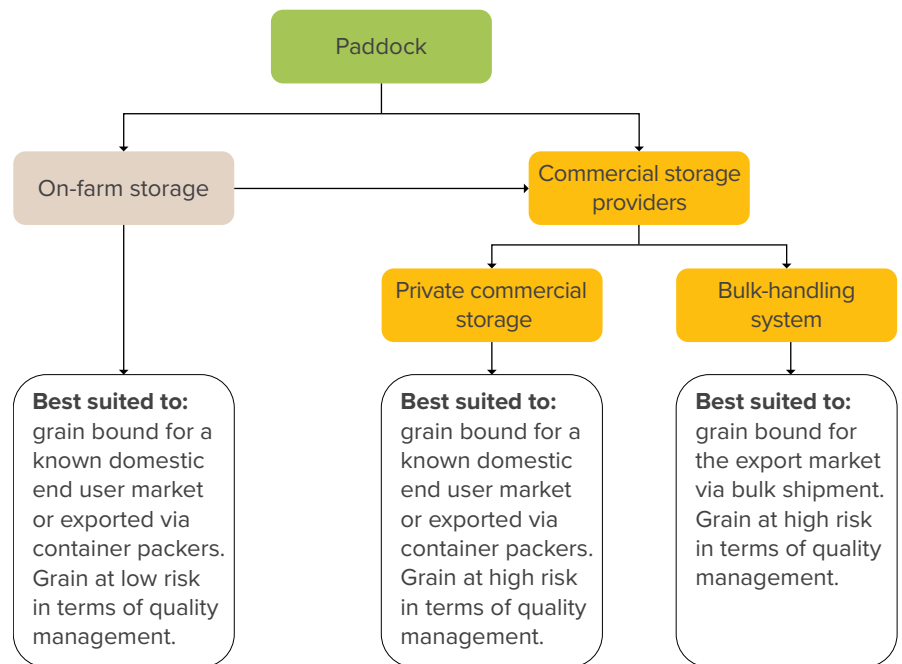 Paddock
On-farm storage
Commercial storage
providers
Private commercial
storage
Bulk-handling
system
Best suited to:
grain bound for a
known domestic
end user market
or exported via
container packers.
Grain at low risk
in terms of quality
management.
Best suited to:
grain bound for a
known domestic
end user market
or exported via
container packers.
Grain at high risk
in terms of quality
management.
Best suited to:
grain bound for
the export market
via bulk shipment.
Grain at high risk
in terms of quality
management.